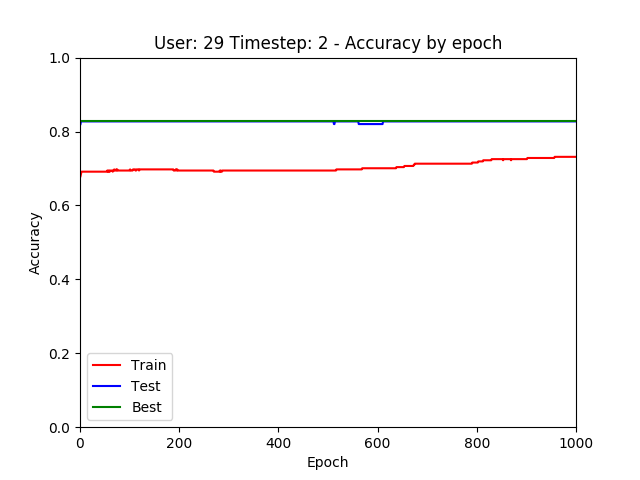 User: 29 Timestep: 2 - Accuracy by epoch
1.0
0.8
0.6
0.4
0.2
0.0
Accuracy
Train
Test
Best
0 200 400 600 800 1000
Epoch